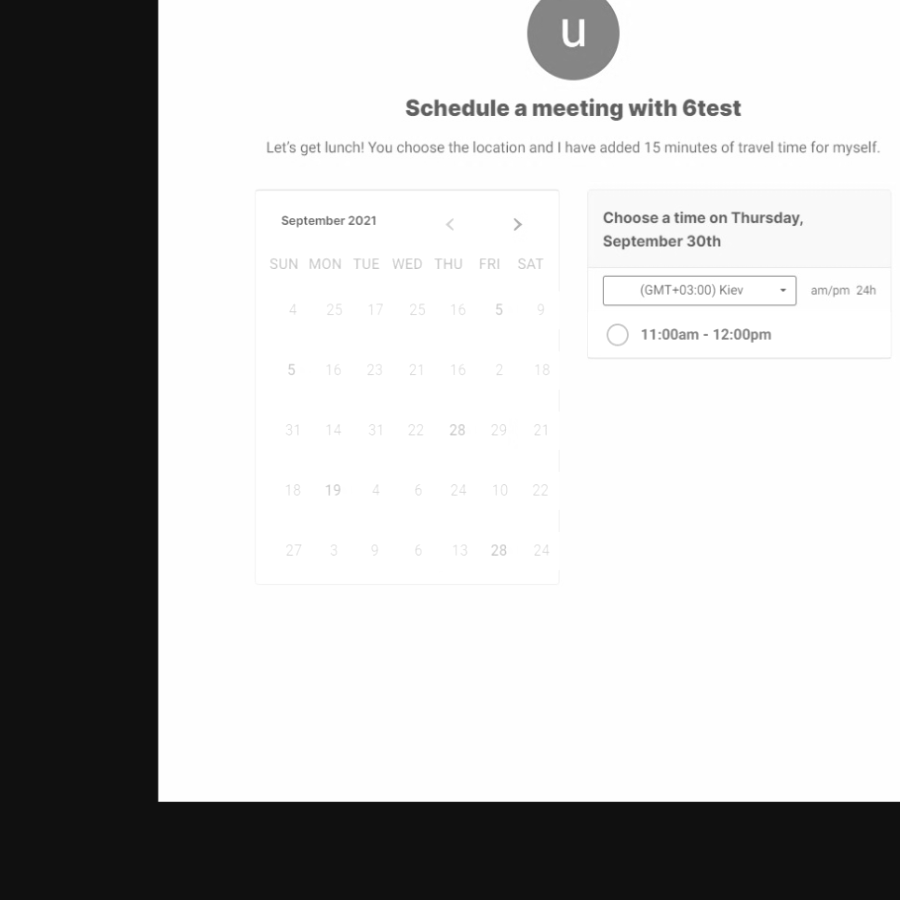 u
Schedule a meeting with 6test
Let's get lunch! You choose the location and I have added 15 minutes of travel time for myself.
September 2021
SUN MON TUE WED THU FRI SAT
4 25 17 25 16 5 9
5 16 23 21 16 2 18
31 14 31 22 28 29 21
18 19 4 6 24 10 22
27 3 9 6 13 28 24
Choose a time on Thursday,
September 30th
(GMT+03:00) Kiev am/pm 24h
11:00am - 12:00pm